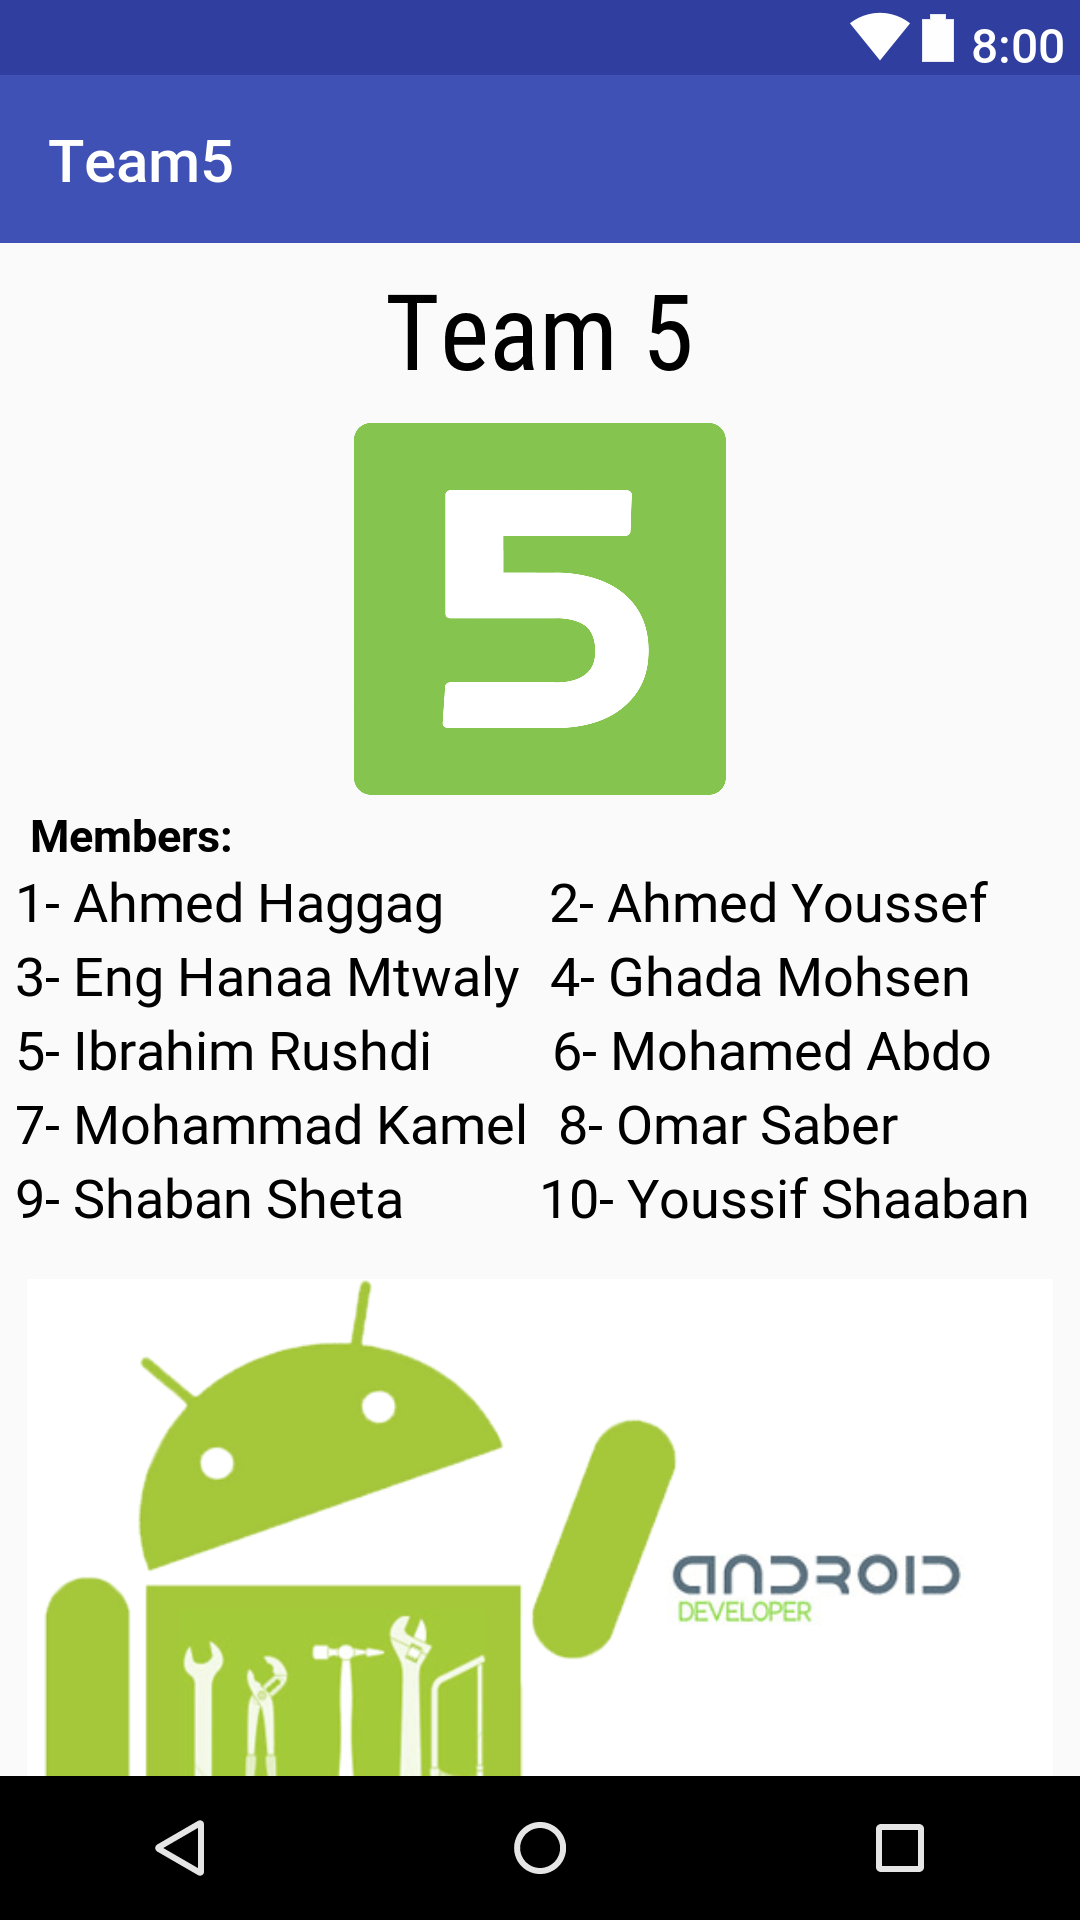 8:00
Team5
Team 5
5
Members:
1- Ahmed Haggag 2- Ahmed Youssef
3- Eng Hanaa Mtwaly 4- Ghada Mohsen
5- Ibrahim Rushdi 6- Mohamed Abdo
7- Mohammad Kamel 8- Omar Saber
9- Shaban Sheta 10- Youssif Shaaban
ANDROID
DEVELOPER